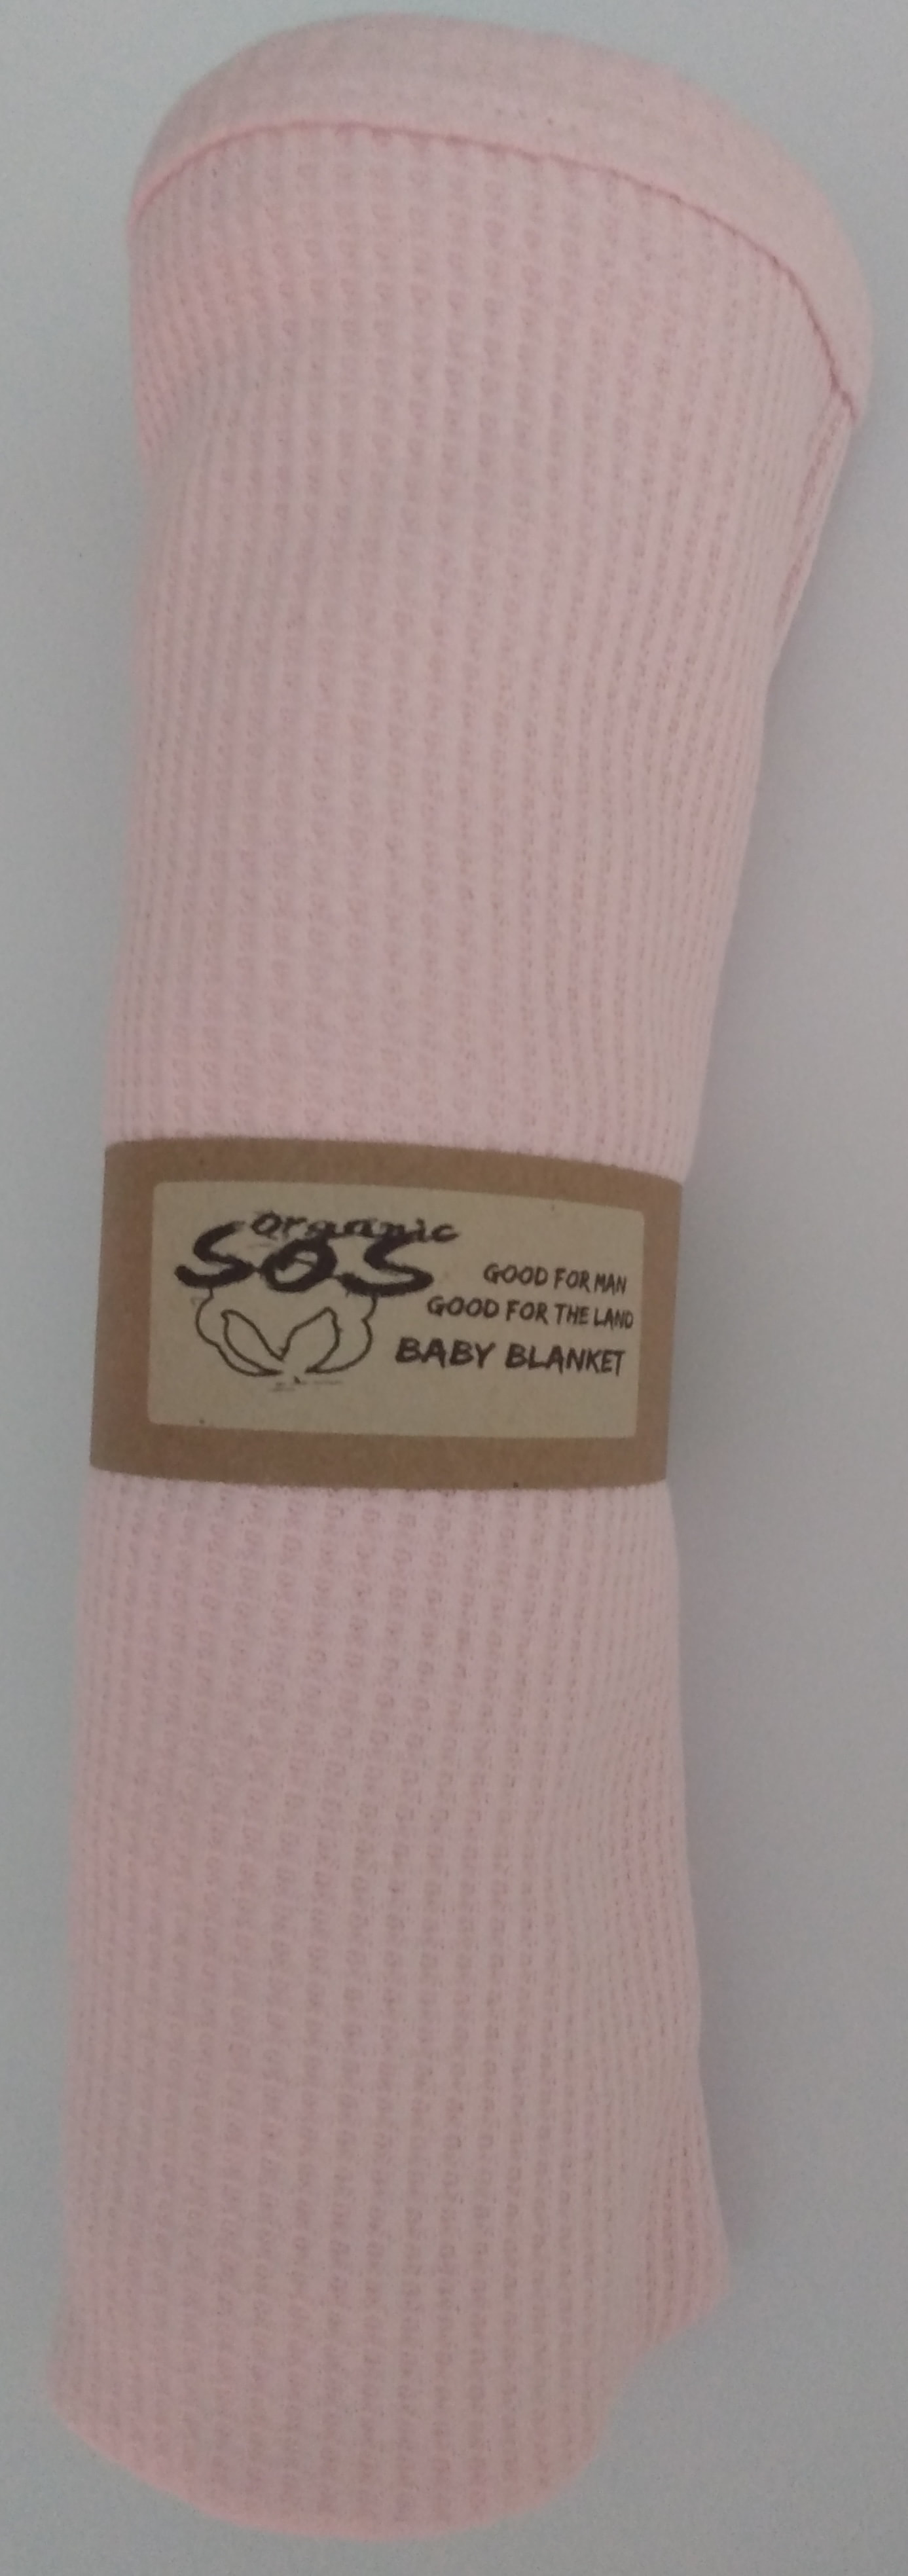 organic
SOS
GOOD FOR MAN
GOOD FOR THE LAND
BABY BLANKET